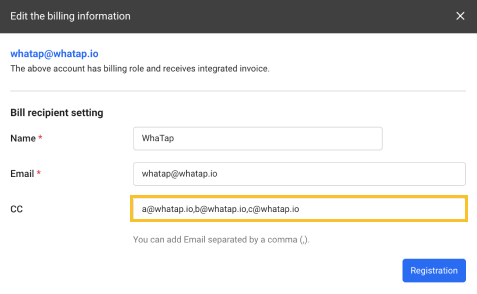 Edit the billing information
whatap@whatap.io
The above account has billing role and receives integrated invoice.
Bill recipient setting
Name *
WhaTap
Email *
whatap@whatap.io
CC
a@whatap.io,b@whatap.io,c@whatap.io
You can add Email separated by a comma (,).
Registration